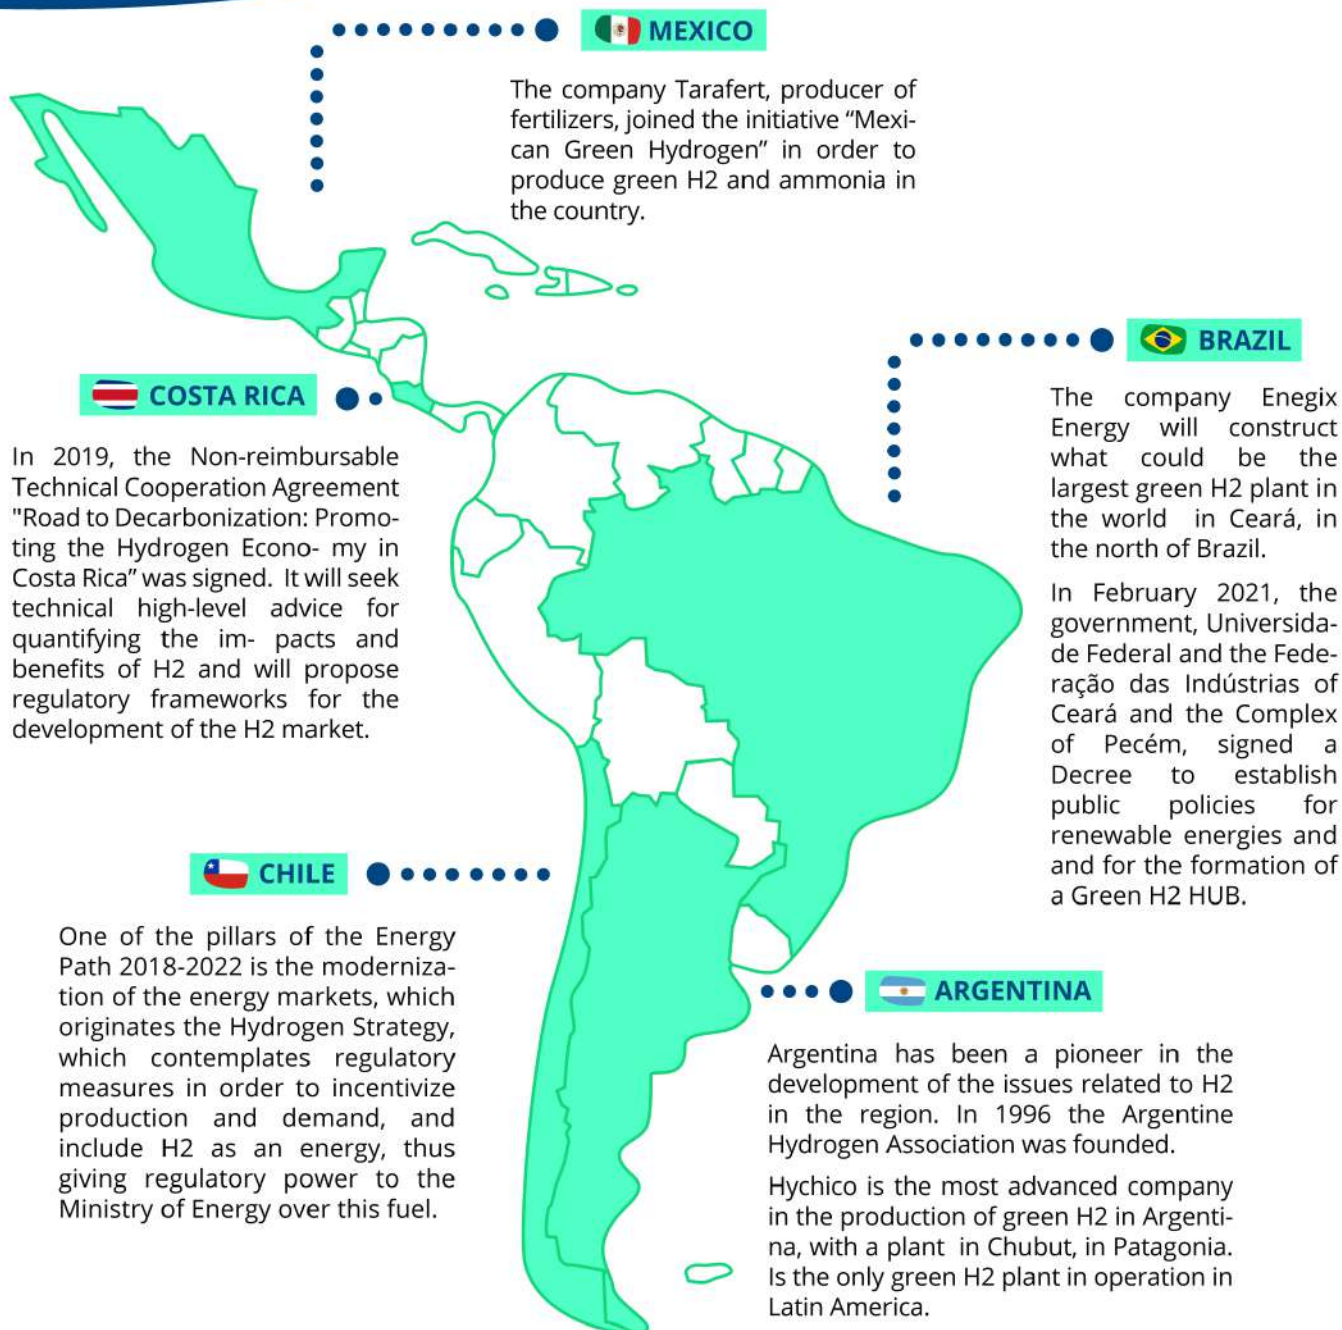 MEXICO
The company Tarafert, producer of
fertilizers, joined the initiative “Mexi-
can Green Hydrogen” in order to
produce green H2 and ammonia in
the country.
COSTA RICA
In 2019, the Non-reimbursable
Technical Cooperation Agreement
"Road to Decarbonization: Promo-
ting the Hydrogen Econo- my in
Costa Rica” was signed. It will seek
technical high-level advice for
quantifying the im- pacts and
benefits of H2 and will propose
regulatory frameworks for the
development of the H2 market.
BRAZIL
The company Enegix
Energy will construct
what could be the
largest green H2 plant in
the world in Ceará, in
the north of Brazil.
In February 2021, the
government, Universida-
de Federal and the Fede-
ração das Indústrias of
Ceará and the Complex
of Pecém, signed a
Decree to establish
public policies for
renewable energies and
and for the formation of
a Green H2 HUB.
CHILE
One of the pillars of the Energy
Path 2018-2022 is the moderniza-
tion of the energy markets, which
originates the Hydrogen Strategy,
which contemplates regulatory
measures in order to incentivize
production and demand, and
include H2 as an energy, thus
giving regulatory power to the
Ministry of Energy over this fuel.
ARGENTINA
Argentina has been a pioneer in the
development of the issues related to H2
in the region. In 1996 the Argentine
Hydrogen Association was founded.
Hychico is the most advanced company
in the production of green H2 in Argenti-
na, with a plant in Chubut, in Patagonia.
Is the only green H2 plant in operation in
Latin America.